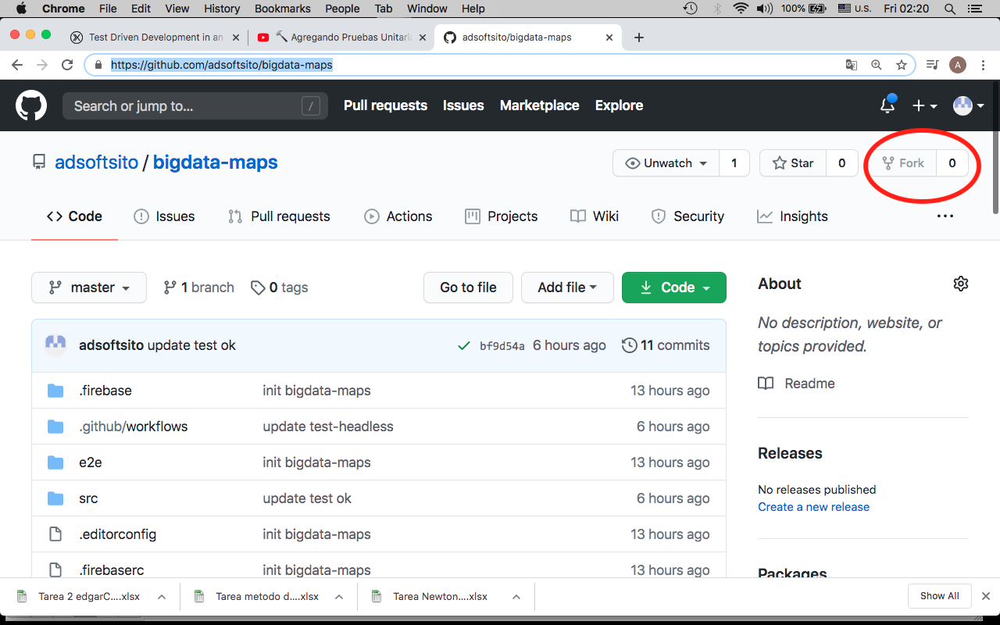 Chrome File Edit View History Bookmarks People Tab Window Help 100% U.S. Fri 02:20
Test Driven Development in an Agregando Pruebas Unitaria adsoftsito/bigdata-maps
https://github.com/adsoftsito/bigdata-maps A
Search or jump to... / Pull requests Issues Marketplace Explore
adsoftsito / bigdata-maps Unwatch 1 Star 0 Fork 0
Code Issues Pull requests Actions Projects Wiki Security Insights
master 1 branch 0 tags Go to file Add file Code
About
No description, website, or
topics provided.
Readme
adsoftsito update test ok bf9d54a 6 hours ago 11 commits
.firebase init bigdata-maps 13 hours ago
.github/workflows update test-headless 6 hours ago
e2e init bigdata-maps 13 hours ago
src update test ok 6 hours ago
.editorconfig init bigdata-maps 13 hours ago
.firebaserc init bigdata-maps 13 hours ago
Releases
No releases published
Create a new release
Packages
Tarea 2 edgarC....xlsx Tarea metodo d....xlsx Tarea Newton....xlsx Show All